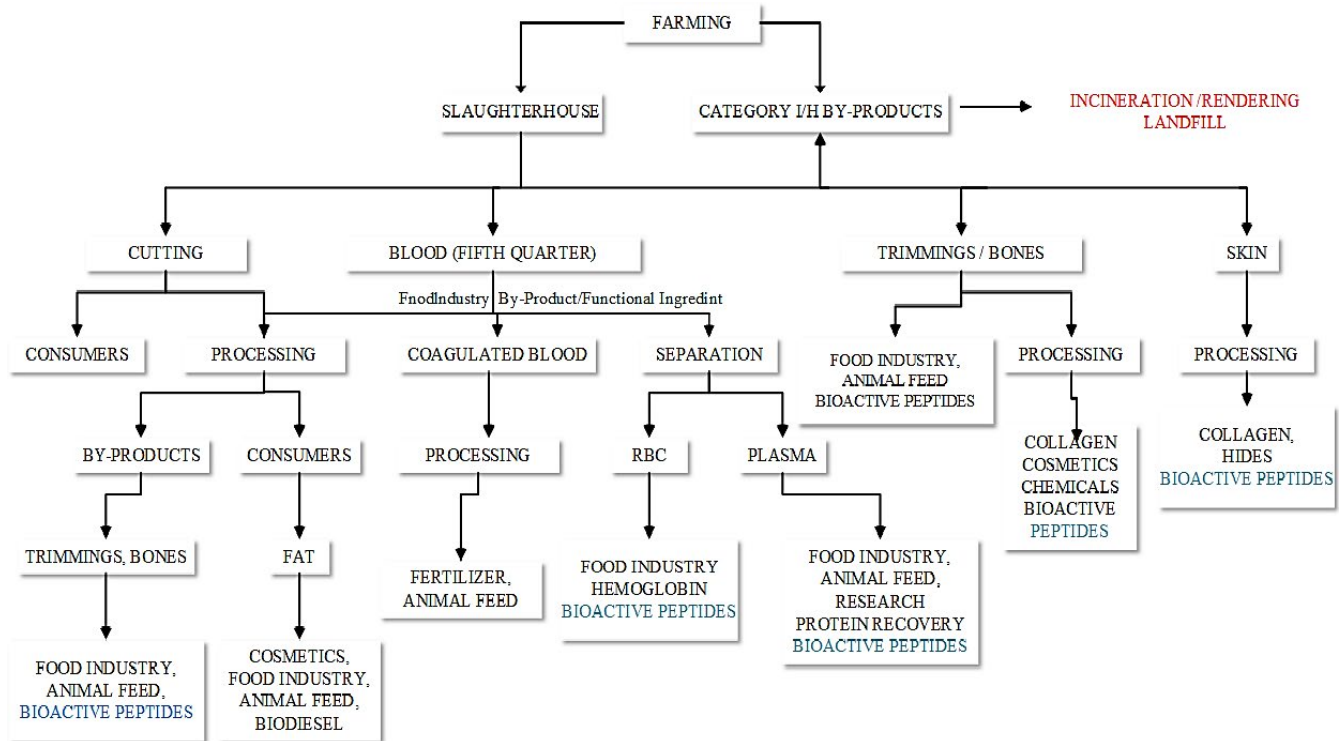 FARMING
SLAUGHTERHOUSE
CATEGORY I/H BY-PRODUCTS
INCINERATION /RENDERING
LANDFILL
CUTTING
BLOOD (FIFTH QUARTER)
TRIMMINGS / BONES
SKIN
FnodIndustry By-Product/Functional Ingredint
CONSUMERS
PROCESSING
COAGULATED BLOOD
SEPARATION
FOOD INDUSTRY,
ANIMAL FEED
BIOACTIVE PEPTIDES
PROCESSING
PROCESSING
BY-PRODUCTS
CONSUMERS
PROCESSING
RBC
PLASMA
COLLAGEN
COSMETICS
CHEMICALS
BIOACTIVE
PEPTIDES
COLLAGEN,
HIDES
BIOACTIVE PEPTIDES
TRIMMINGS, BONES
FAT
FERTILIZER,
ANIMAL FEED
FOOD INDUSTRY
HEMOGLOBIN
BIOACTIVE PEPTIDES
FOOD INDUSTRY,
ANIMAL FEED,
RESEARCH
PROTEIN RECOVERY
BIOACTIVE PEPTIDES
FOOD INDUSTRY,
ANIMAL FEED,
BIOACTIVE PEPTIDES
COSMETICS,
FOOD INDUSTRY,
ANIMAL FEED,
BIODIESEL